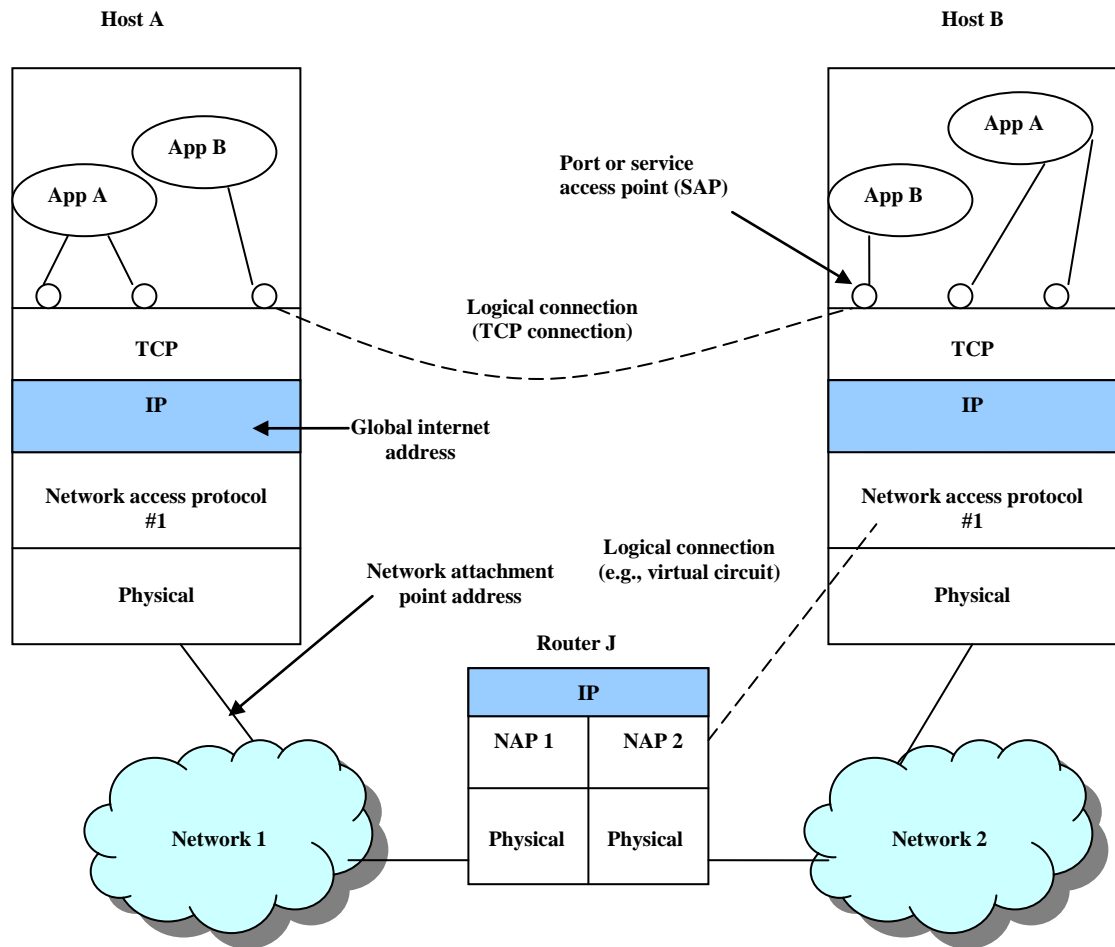 Host A
Host B
App B
App A
App A
App B
Port or service
access point (SAP)
Logical connection
(TCP connection)
TCP
TCP
IP
IP
Global internet
address
Network access protocol
#1
Network access protocol
#1
Logical connection
(e.g., virtual circuit)
Network attachment
point address
Physical
Physical
Router J
IP
NAP 1
NAP 2
Physical
Physical
Network 1
Network 2